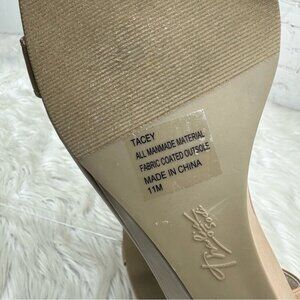 TACEY
ALL MANMADE MATERIAL
FABRIC COATED OUTSOLE
MADE IN CHINA
11M